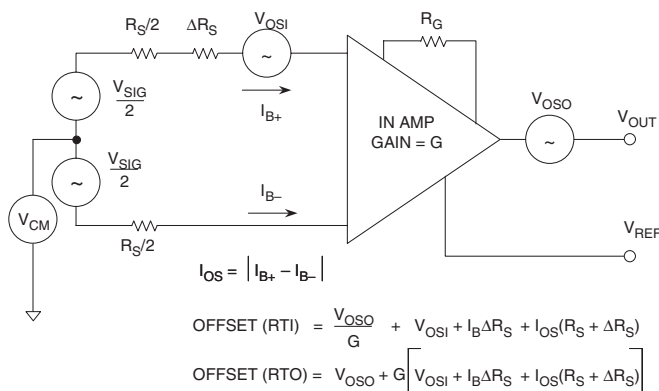 R_S/2
ΔR_S
V_OSI
~
R_G
~
V_SIG
2
I_B+
IN AMP
GAIN = G
V_OSO
~
V_OUT
~
V_SIG
2
I_B–
V_CM
R_S/2
V_REF
I_OS = |I_B+ – I_B–|
OFFSET (RTI) = V_OSO/G + V_OSI + I_BΔR_S + I_OS(R_S + ΔR_S)
OFFSET (RTO) = V_OSO + G[V_OSI + I_BΔR_S + I_OS(R_S + ΔR_S)]